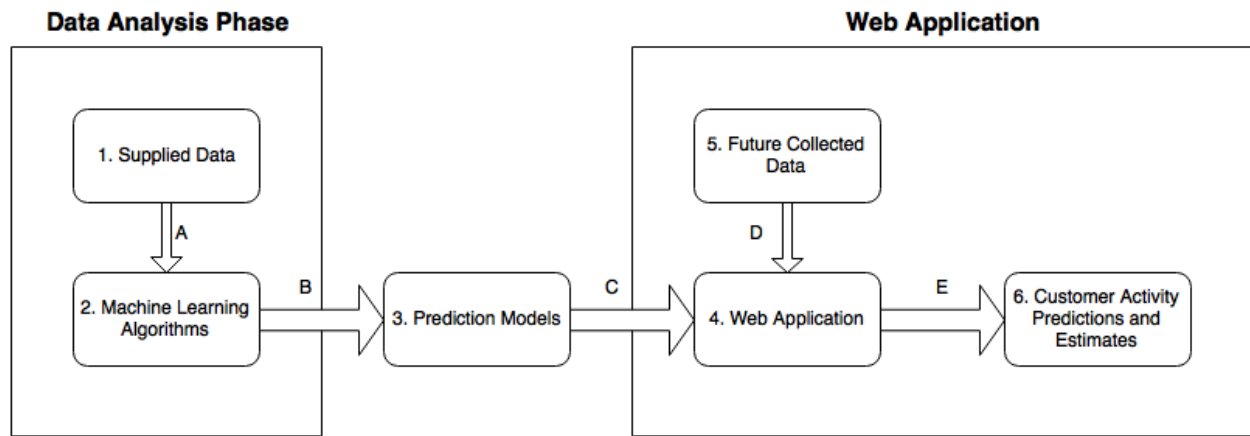 Data Analysis Phase
Web Application
1. Supplied Data
5. Future Collected
Data
A
D
B
C
E
2. Machine Learning
Algorithms
3. Prediction Models
4. Web Application
6. Customer Activity
Predictions and
Estimates